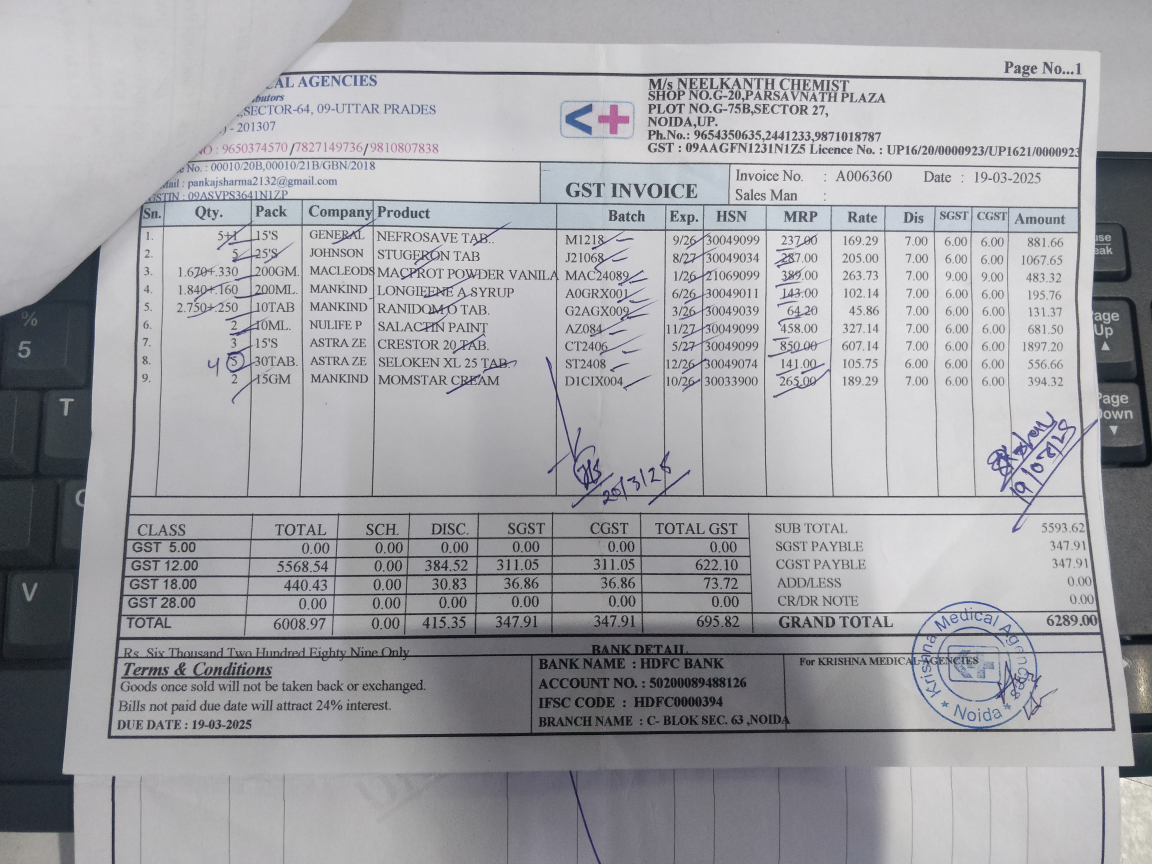 Page No...1
CAL AGENCIES
M/s NEELKANTH CHEMIST
SHOP NO.G-20,PARSAVNATH PLAZA
,SECTOR-64, 09-UTTAR PRADES
PLOT NO.G-75B,SECTOR 27,
- 201307
NOIDA,UP.
NO : 9650374570/7827149736/9810807838
Ph.No.: 9654350635,2441233,9871018787
GST : 09AAGFN1231N1Z5 Licence No. : UP16/20/0000923/UP1621/0000923
No. : 00010/20B,00010/21B/GBN/2018
Mail : pankajsharma2132@gmail.com
GSTIN : 09ASVPS3641N1ZP
GST INVOICE
Invoice No. : A006360 Date : 19-03-2025
Sales Man :
Sn. Qty. Pack Company Product Batch Exp. HSN MRP Rate Dis SGST CGST Amount
1. 5+1 15'S GENERAL NEFROSAVE TAB.. M1218 9/26 30049099 237.00 169.29 7.00 6.00 6.00 881.66
2. 5 25'S JOHNSON STUGERON TAB J21068 8/27 30049034 287.00 205.00 7.00 6.00 6.00 1067.65
3. 1.670+.330 200GM. MACLEODS MACPROT POWDER VANILA MAC24089 1/26 21069099 389.00 263.73 7.00 9.00 9.00 483.32
4. 1.840+.160 200ML. MANKIND LONGIFENE A SYRUP A0GRX001 6/26 30049011 143.00 102.14 7.00 6.00 6.00 195.76
5. 2.750+.250 10TAB MANKIND RANIDOM O TAB. G2AGX009 3/26 30049039 64.20 45.86 7.00 6.00 6.00 131.37
6. 2 10ML. NULIFE P SALACTIN PAINT AZ084 11/27 30049099 458.00 327.14 7.00 6.00 6.00 681.50
7. 3 15'S ASTRA ZE CRESTOR 20 TAB. CT2406 5/27 30049099 850.00 607.14 7.00 6.00 6.00 1897.20
8. 4 5 30TAB. ASTRA ZE SELOKEN XL 25 TAB. ST2408 12/26 30049074 141.00 105.75 6.00 6.00 6.00 556.66
9. 2 15GM MANKIND MOMSTAR CREAM D1CIX004 10/26 30033900 265.00 189.29 7.00 6.00 6.00 394.32
20/3/25
CLASS TOTAL SCH. DISC. SGST CGST TOTAL GST
GST 5.00 0.00 0.00 0.00 0.00 0.00 0.00
GST 12.00 5568.54 0.00 384.52 311.05 311.05 622.10
GST 18.00 440.43 0.00 30.83 36.86 36.86 73.72
GST 28.00 0.00 0.00 0.00 0.00 0.00 0.00
TOTAL 6008.97 0.00 415.35 347.91 347.91 695.82
SUB TOTAL 5593.62
SGST PAYBLE 347.91
CGST PAYBLE 347.91
ADD/LESS 0.00
CR/DR NOTE 0.00
GRAND TOTAL 6289.00
Rs. Six Thousand Two Hundred Eighty Nine Only
Terms & Conditions
Goods once sold will not be taken back or exchanged.
Bills not paid due date will attract 24% interest.
DUE DATE : 19-03-2025
BANK DETAIL
BANK NAME : HDFC BANK
ACCOUNT NO. : 50200089488126
IFSC CODE : HDFC0000394
BRANCH NAME : C- BLOK SEC. 63 ,NOIDA
For KRISHNA MEDICAL AGENCIES
Krishna Medical Agencies
* Noida *
% 5
T
V
Page Up
Page Down